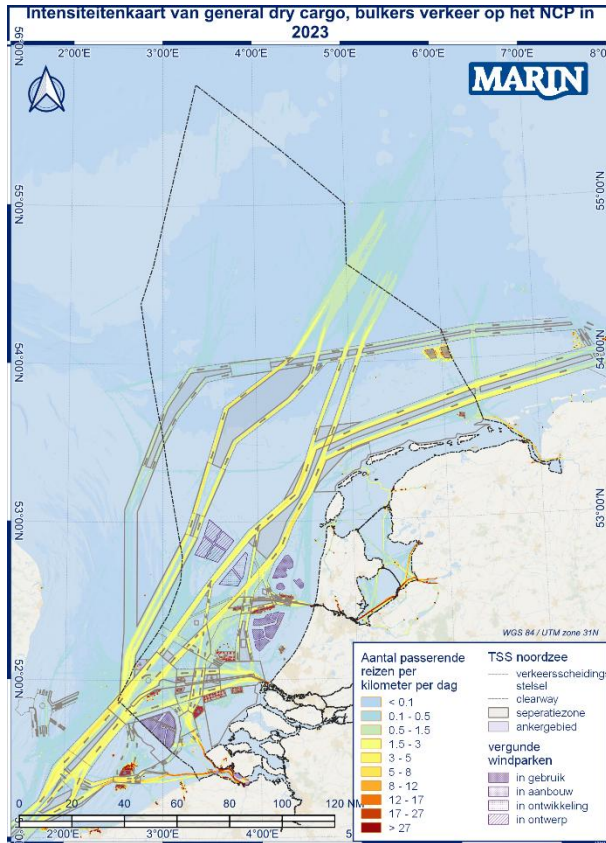 Intensiteitenkaart van general dry cargo, bulkers verkeer op het NCP in
2023
2°00'E
3°00'E
4°00'E
5°00'E
6°00'E
7°00'E
8°00'E
56°00'N
MARIN
55°00'N
55°00'N
54°00'N
54°00'N
53°00'N
53°00'N
52°00'N
WGS 84 / UTM zone 31N
Aantal passerende
reizen per
kilometer per dag
< 0.1
0.1 - 0.5
0.5 - 1.5
1.5 - 3
3 - 5
5 - 8
8 - 12
12 - 17
17 - 27
> 27
TSS noordzee
verkeersscheidings
stelsel
clearway
seperatiezone
ankergebied
vergunde
windparken
in gebruik
in aanbouw
in ontwikkeling
in ontwerp
0 20 40 60 80 100 120 NM
2°00'E
3°00'E
4°00'E
5